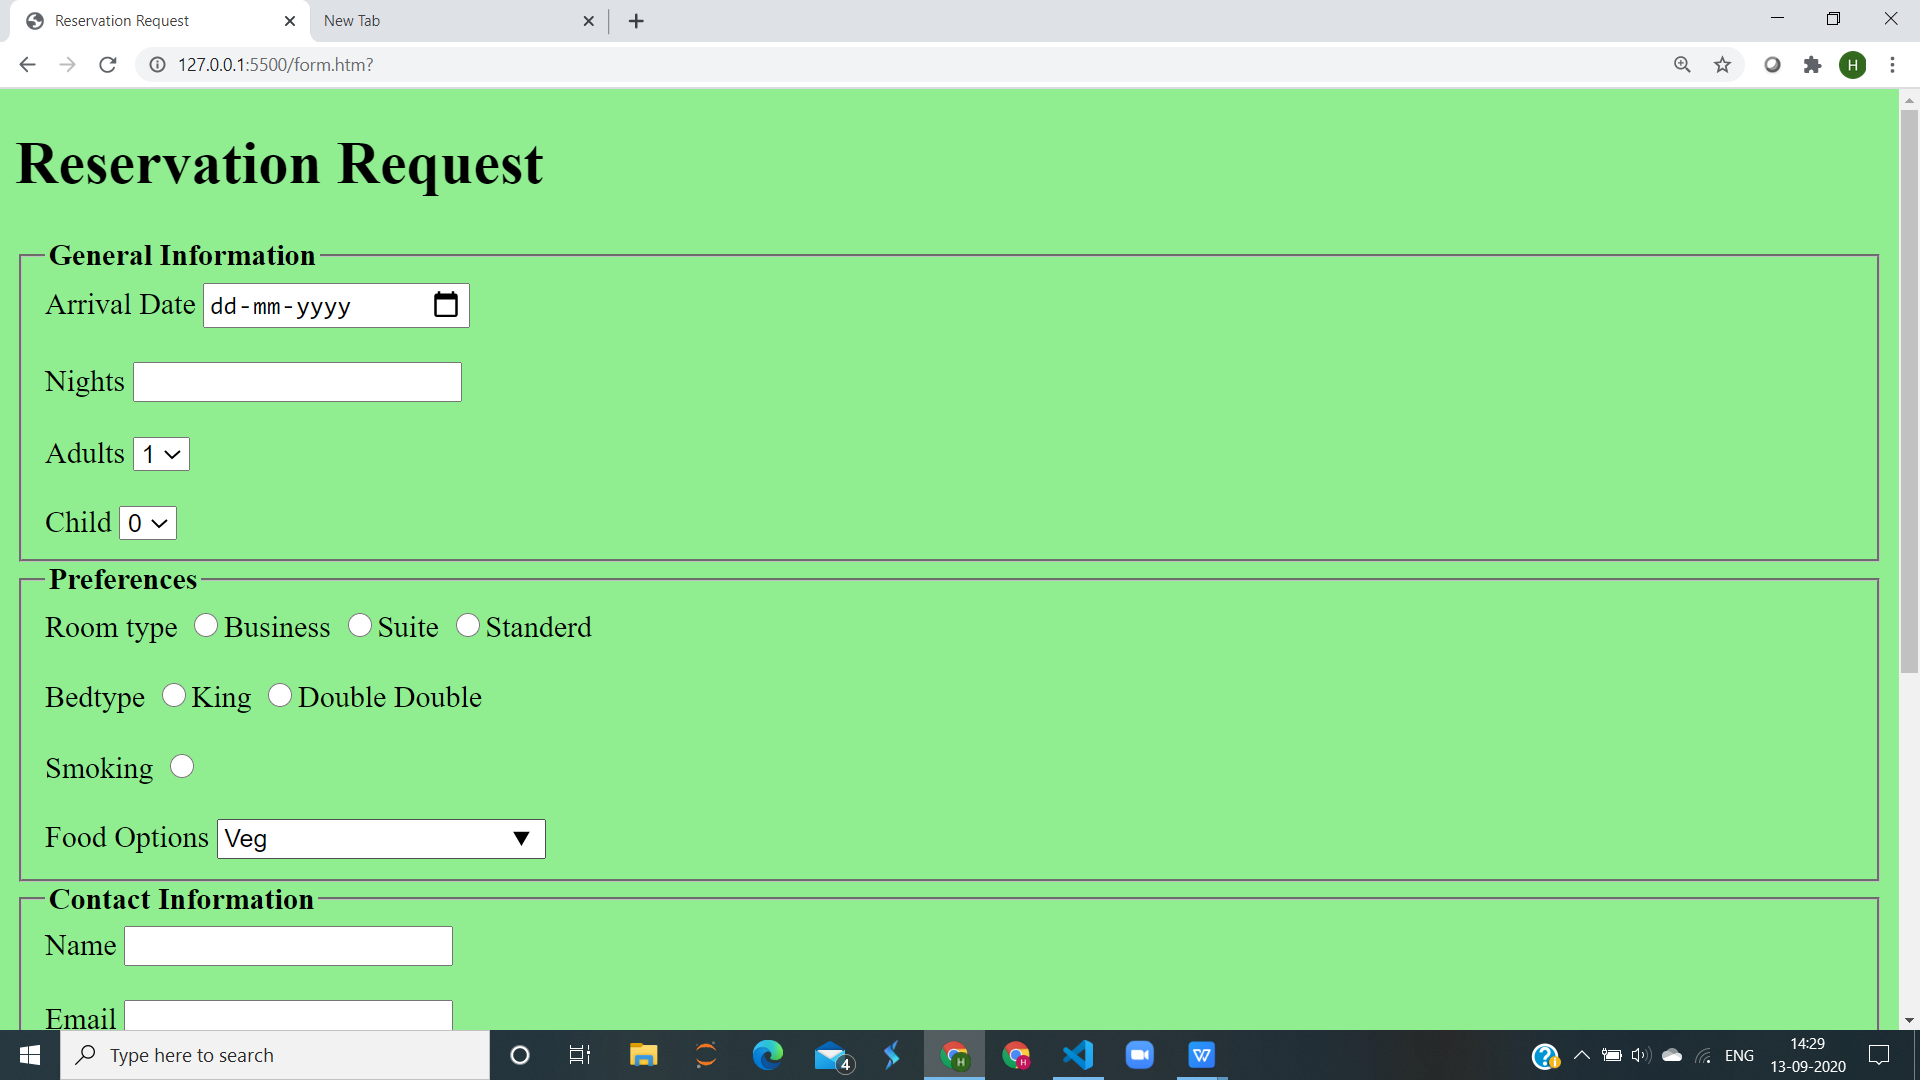 Reservation Request
New Tab
127.0.0.1:5500/form.htm?
H
Reservation Request
General Information
Arrival Date dd-mm-yyyy
Nights
Adults 1
Child 0
Preferences
Room type Business Suite Standerd
Bedtype King Double Double
Smoking
Food Options Veg
Contact Information
Name
Email
Type here to search
4
H
H
W
ENG
14:29
13-09-2020